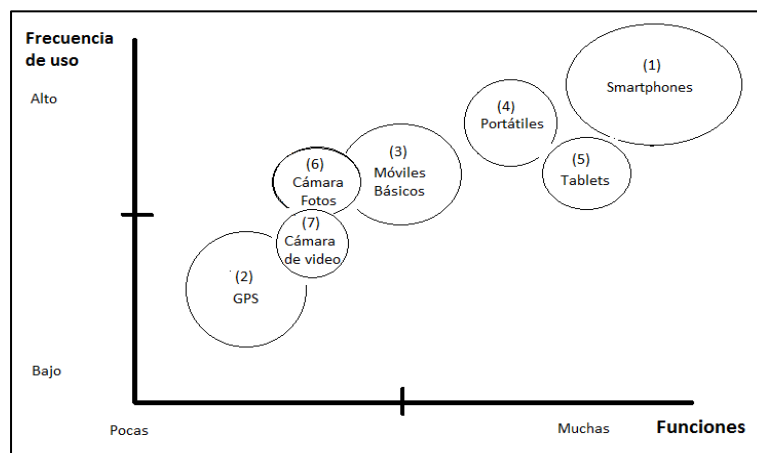 Frecuencia
de uso
Alto
(1)
Smartphones
(4)
Portátiles
(3)
Móviles
Básicos
(5)
Tablets
(6)
Cámara
Fotos
(7)
Cámara
de video
(2)
GPS
Bajo
Pocas
Muchas
Funciones